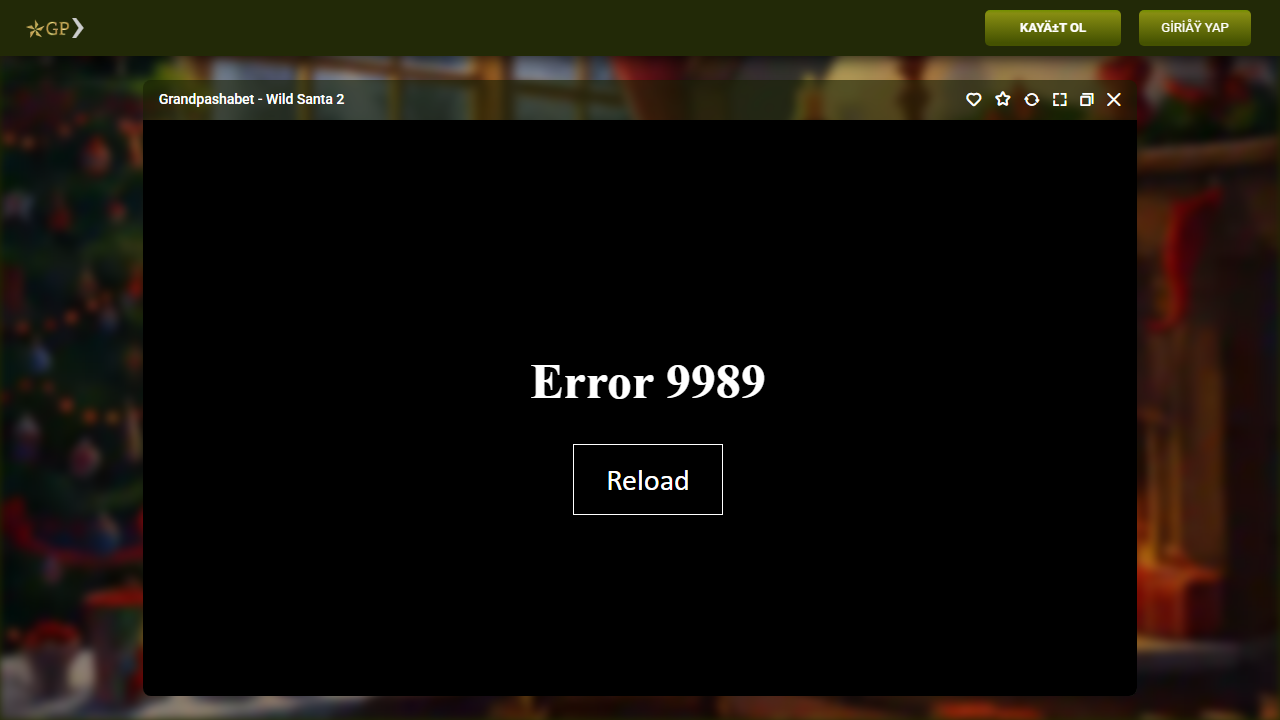 GP
KAYÄ±T OL
GİRİÅŸ YAP
Grandpashabet - Wild Santa 2
Error 9989
Reload